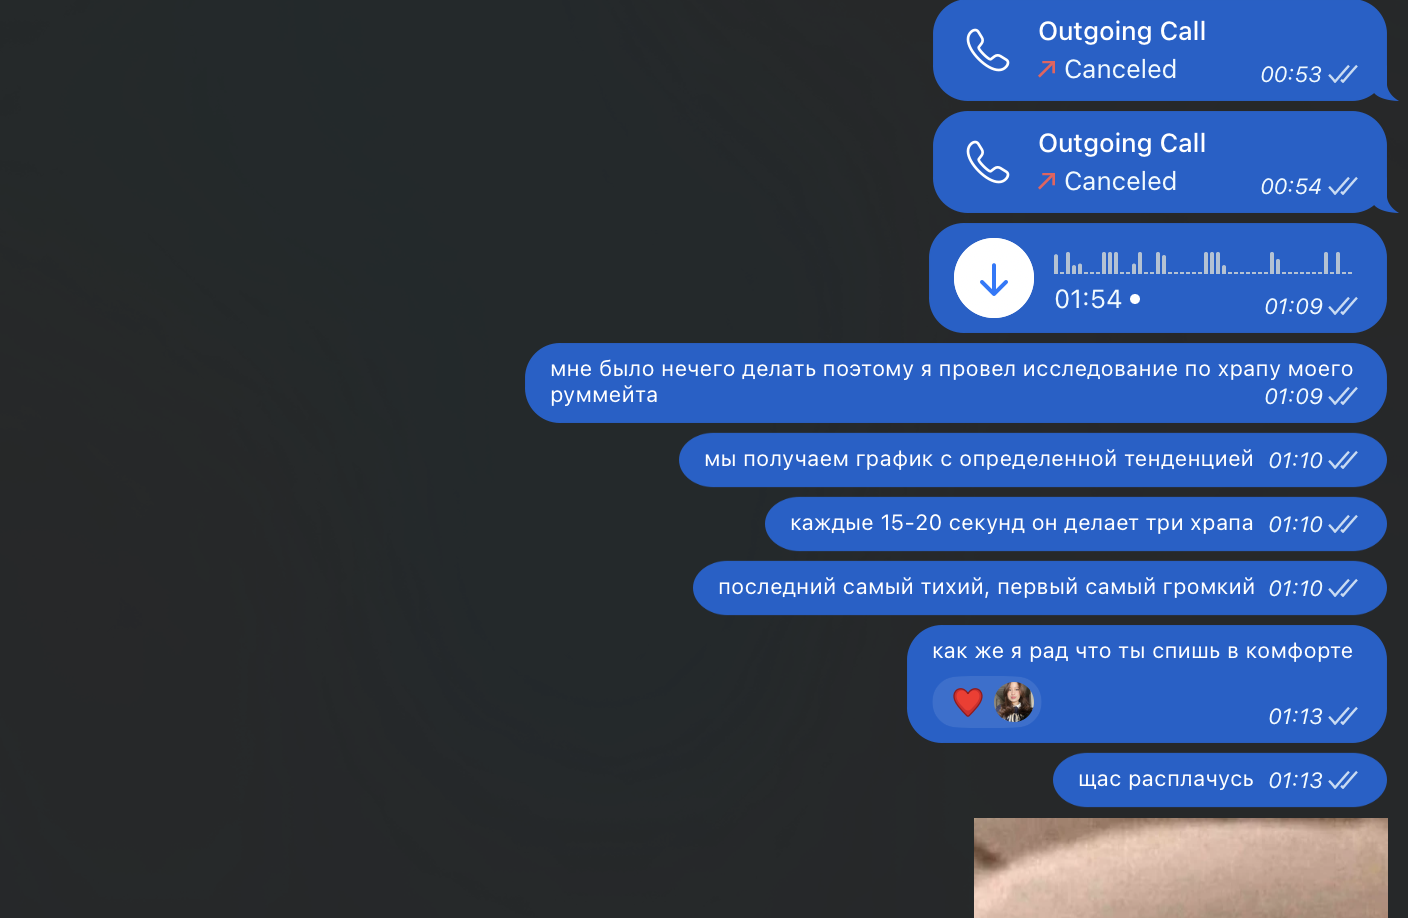 Outgoing Call
Canceled
00:53
Outgoing Call
Canceled
00:54
01:54
01:09
мне было нечего делать поэтому я провел исследование по храпу моего
руммейта
01:09
мы получаем график с определенной тенденцией 01:10
каждые 15-20 секунд он делает три храпа 01:10
последний самый тихий, первый самый громкий 01:10
как же я рад что ты спишь в комфорте
01:13
щас расплачусь 01:13